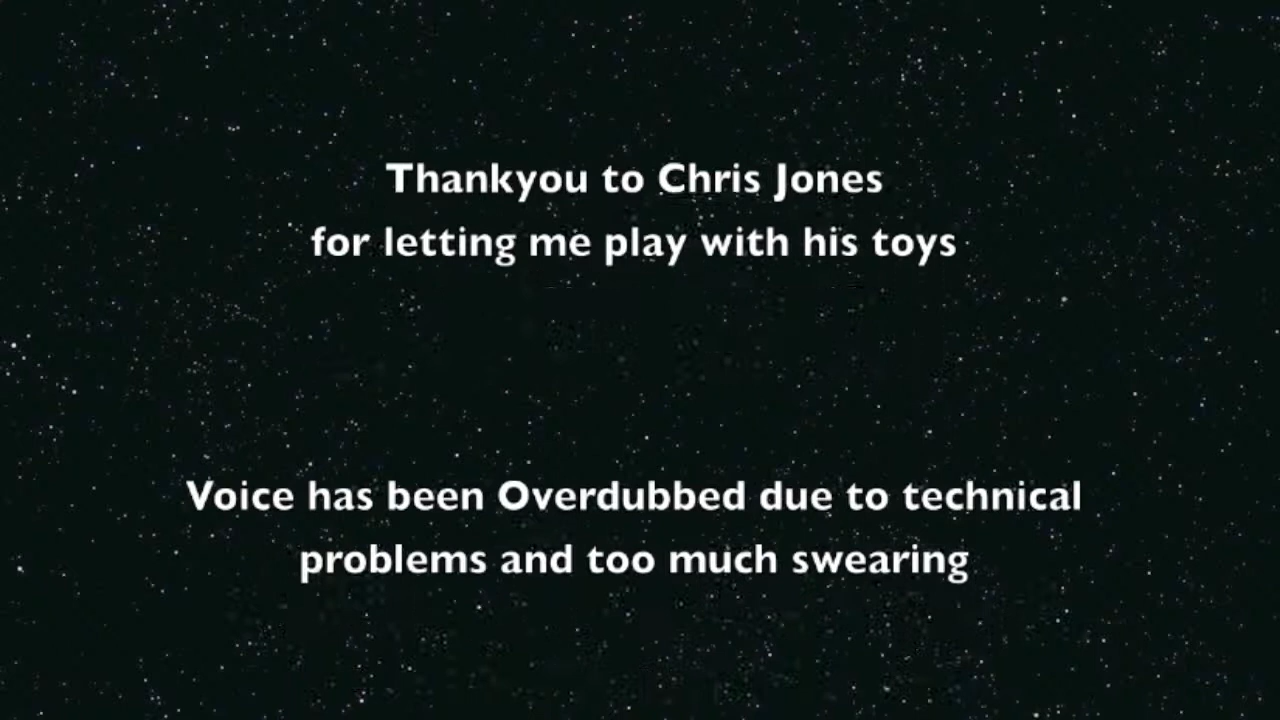 Thankyou to Chris Jones
for letting me play with his toys
Voice has been Overdubbed due to technical
problems and too much swearing